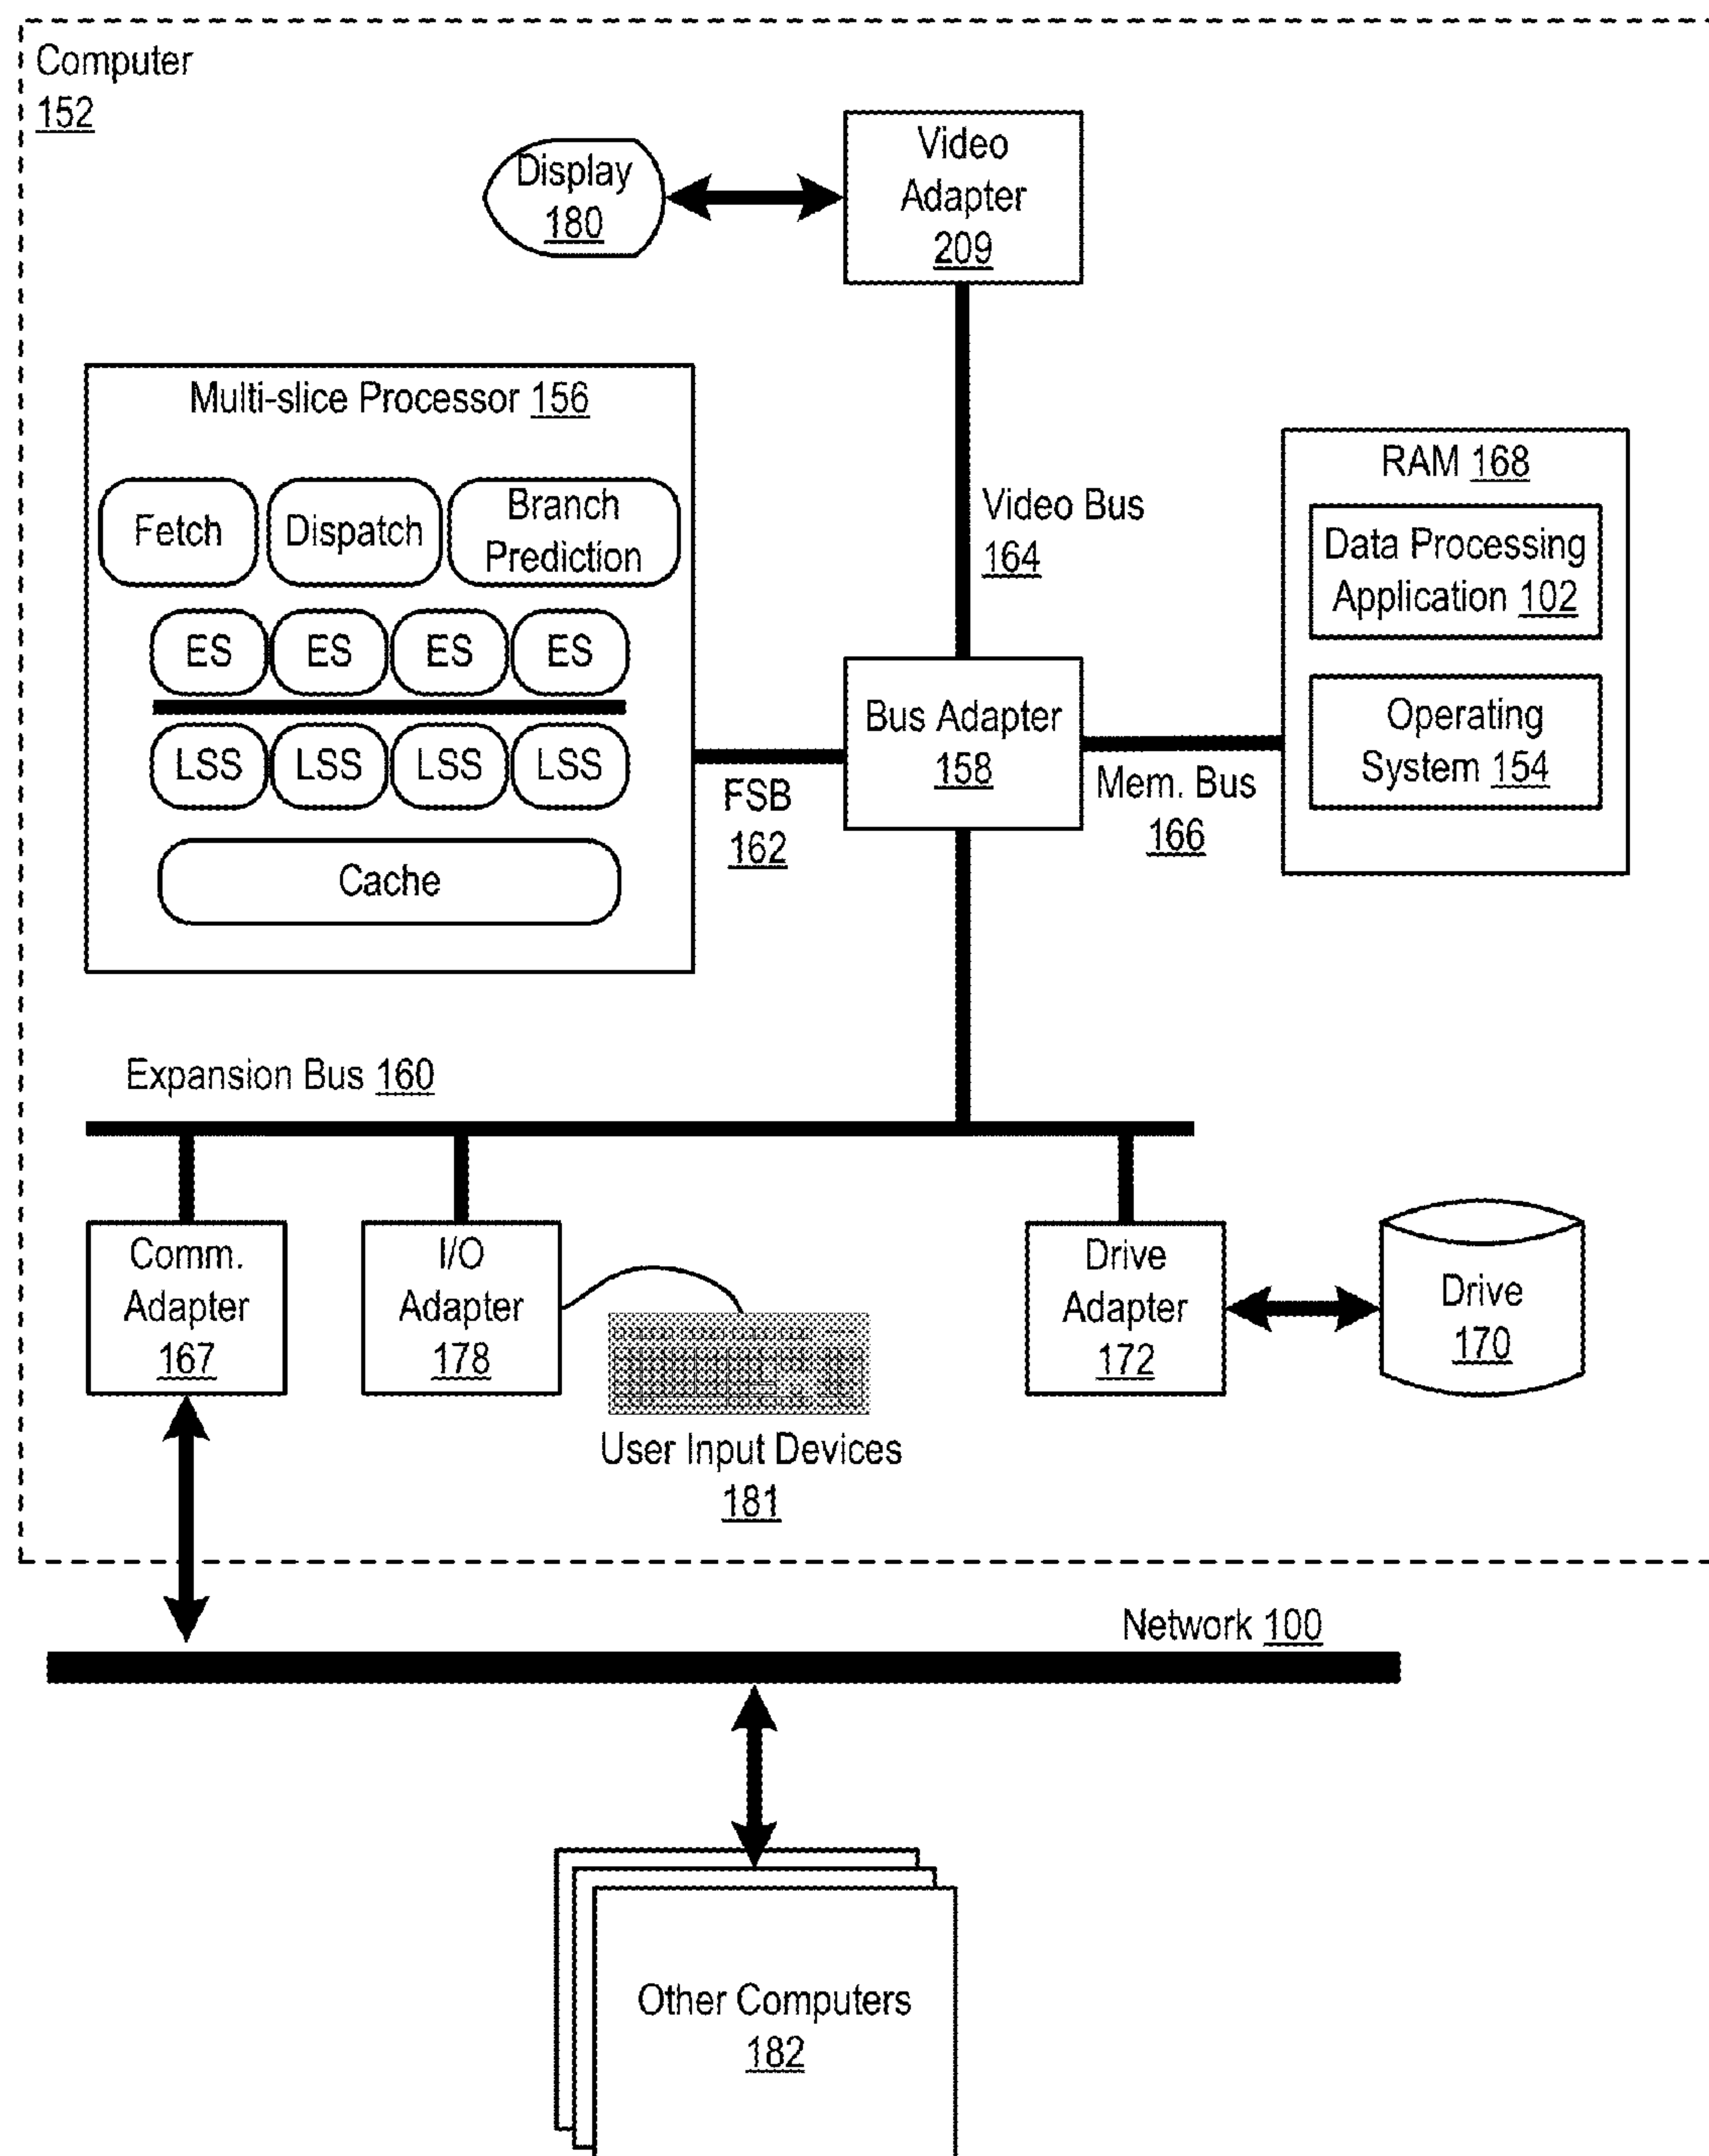 Computer
152
Display
180
Video
Adapter
209
Multi-slice Processor 156
Fetch
Dispatch
Branch
Prediction
ES
ES
ES
ES
LSS
LSS
LSS
LSS
Cache
Video Bus
164
RAM 168
Data Processing
Application 102
Operating
System 154
Bus Adapter
158
FSB
162
Mem. Bus
166
Expansion Bus 160
Comm.
Adapter
167
I/O
Adapter
178
User Input Devices
181
Drive
Adapter
172
Drive
170
Network 100
Other Computers
182